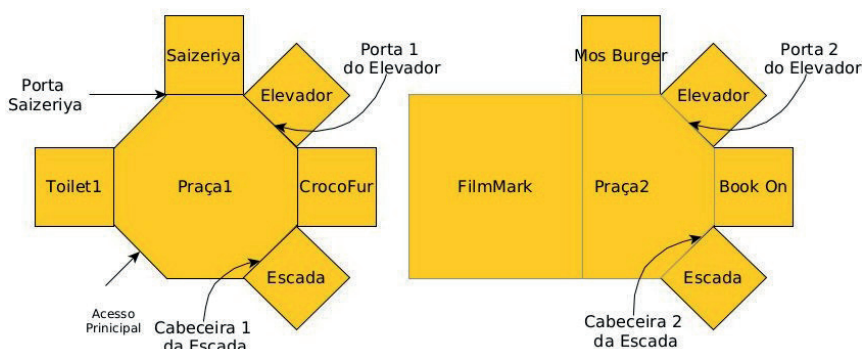 Saizeriya
Porta 1
do Elevador
Porta
Saizeriya
Elevador
Toilet1
Praça1
CrocoFur
Escada
Acesso
Prinicipal
Cabeceira 1
da Escada
Mos Burger
Porta 2
do Elevador
Elevador
FilmMark
Praça2
Book On
Escada
Cabeceira 2
da Escada